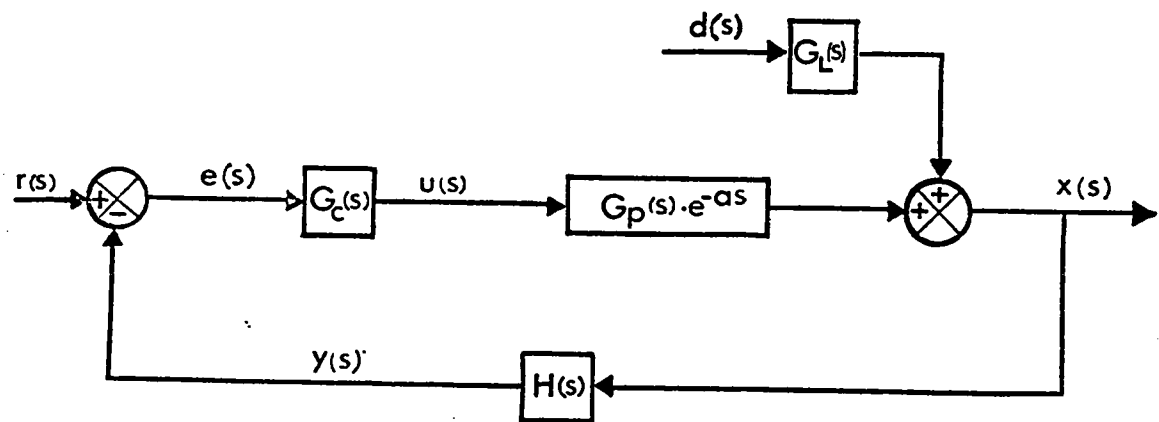 d(s)
G_L(s)
r(s)
+
−
e(s)
G_c(s)
u(s)
G_p(s)·e^-as
+
+
x(s)
y(s)
H(s)